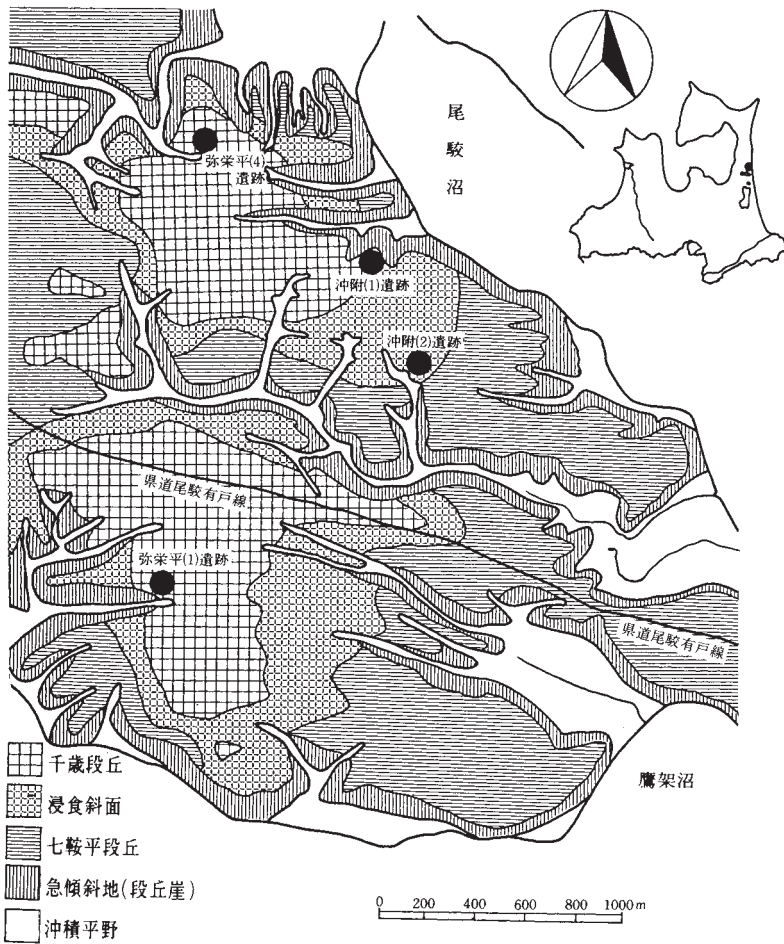 尾駮沼
弥栄平(4)
遺跡
沖附(1)遺跡
沖附(2)遺跡
県道尾駮有戸線
弥栄平(1)遺跡
県道尾駮有戸線
鷹架沼
千歳段丘
浸食斜面
七鞍平段丘
急傾斜地(段丘崖)
沖積平野
0 200 400 600 800 1000m